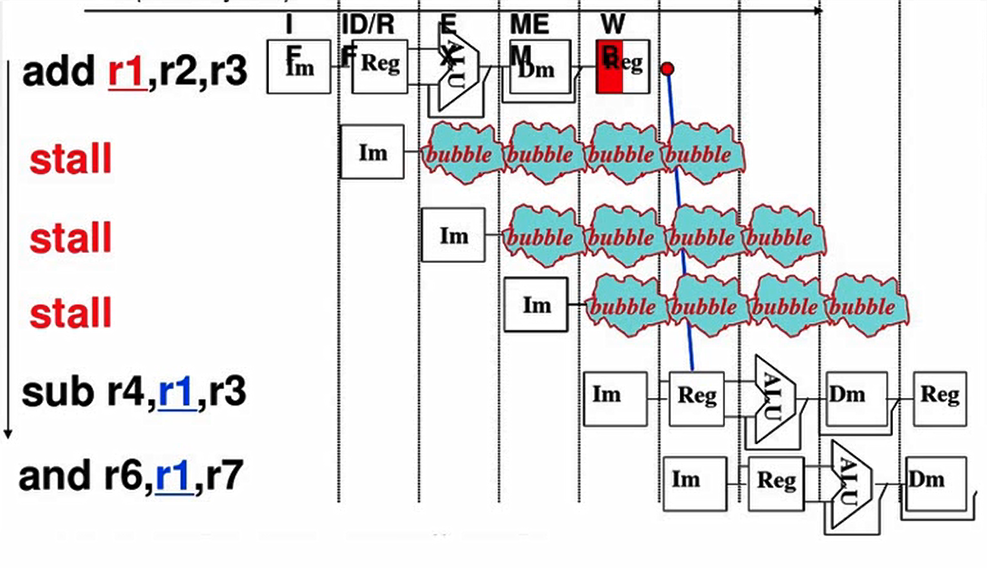 IF ID/RF EX MEM WB
add r1,r2,r3 Im Reg ALU Dm Reg
stall Im bubble bubble bubble bubble
stall Im bubble bubble bubble bubble
stall Im bubble bubble bubble bubble
sub r4,r1,r3 Im Reg ALU Dm Reg
and r6,r1,r7 Im Reg ALU Dm